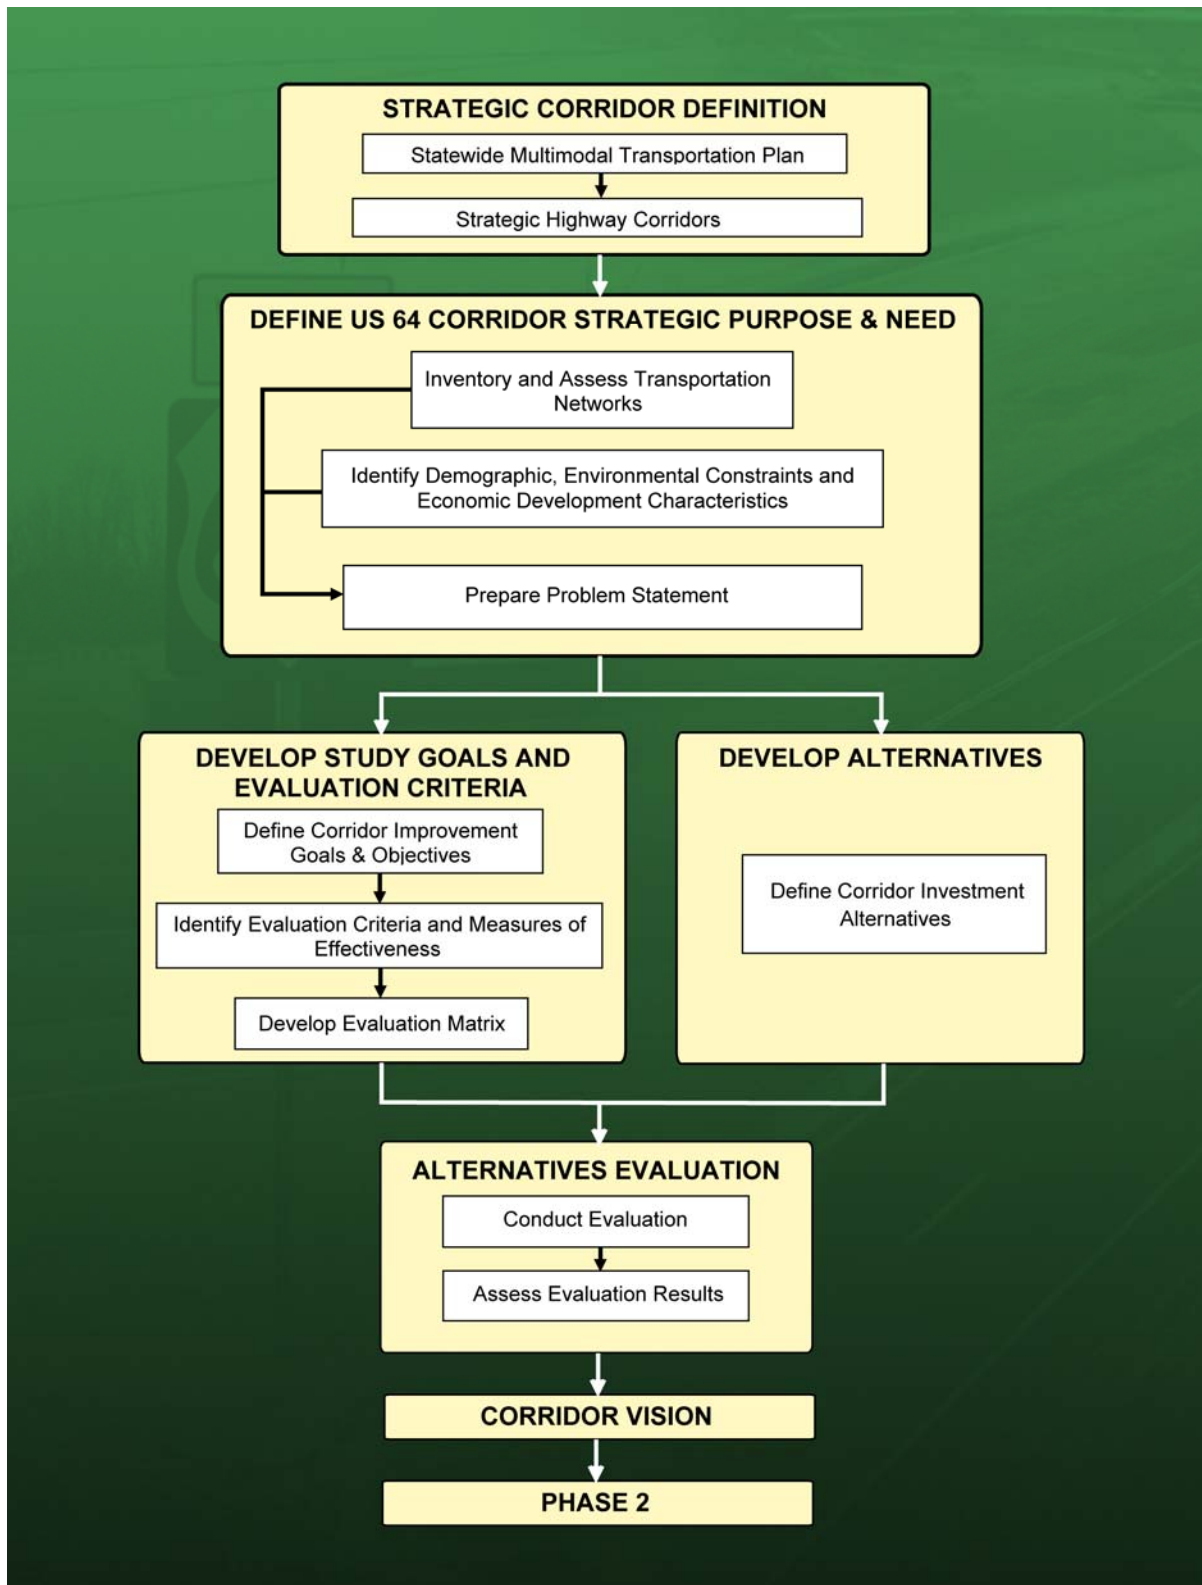 STRATEGIC CORRIDOR DEFINITION
Statewide Multimodal Transportation Plan
Strategic Highway Corridors
DEFINE US 64 CORRIDOR STRATEGIC PURPOSE & NEED
Inventory and Assess Transportation
Networks
Identify Demographic, Environmental Constraints and
Economic Development Characteristics
Prepare Problem Statement
DEVELOP STUDY GOALS AND
EVALUATION CRITERIA
Define Corridor Improvement
Goals & Objectives
Identify Evaluation Criteria and Measures of
Effectiveness
Develop Evaluation Matrix
DEVELOP ALTERNATIVES
Define Corridor Investment
Alternatives
ALTERNATIVES EVALUATION
Conduct Evaluation
Assess Evaluation Results
CORRIDOR VISION
PHASE 2